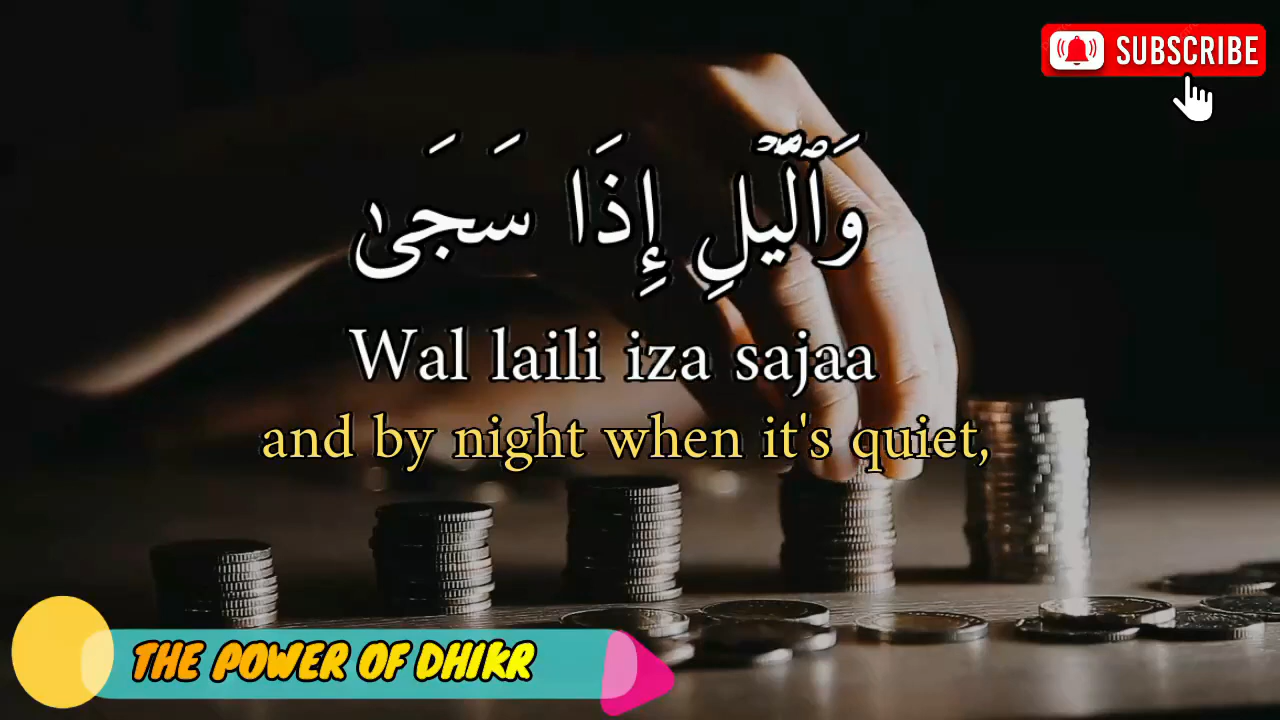 SUBSCRIBE
وَٱلَّيۡلِ إِذَا سَجَىٰ
Wal laili iza sajaa
and by night when it's quiet,
THE POWER OF DHIKR